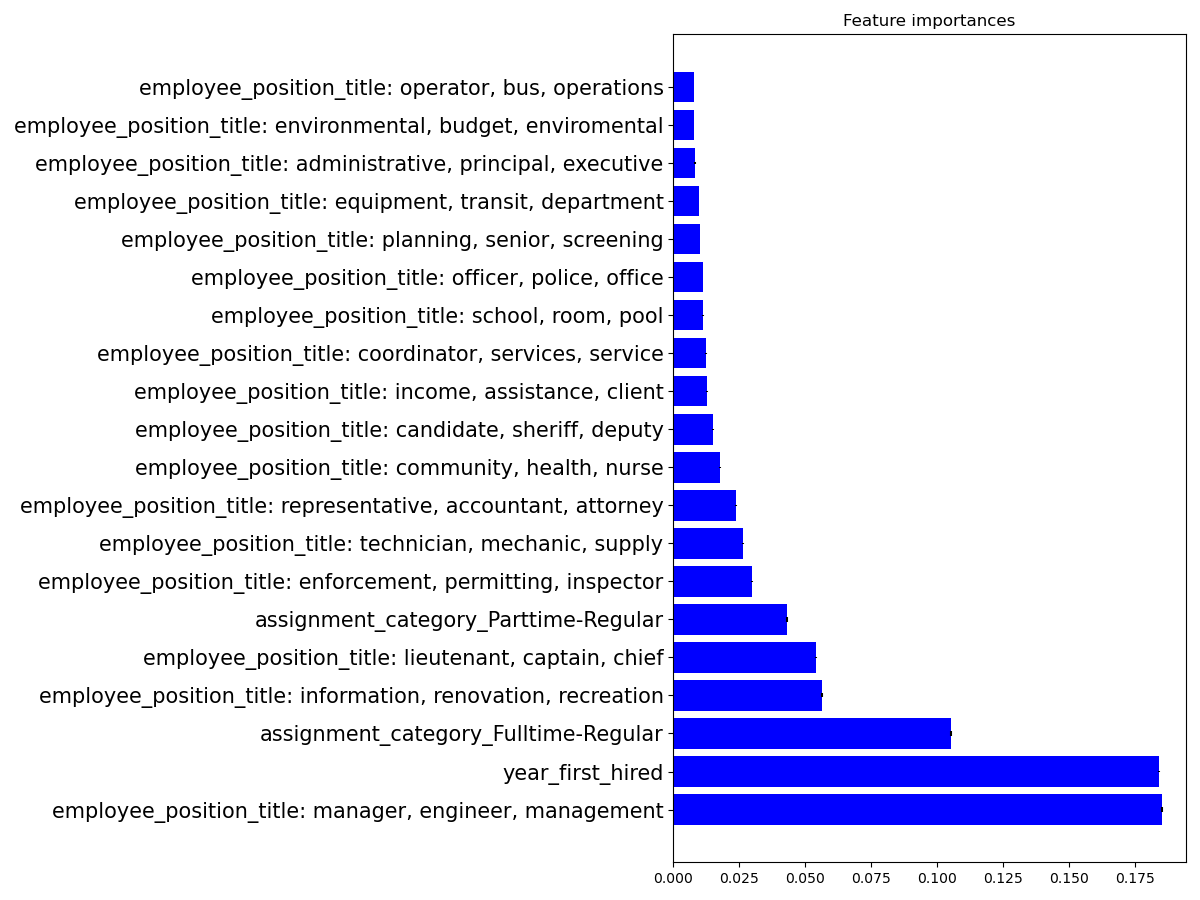 Feature importances
employee_position_title: operator, bus, operations
employee_position_title: environmental, budget, enviromental
employee_position_title: administrative, principal, executive
employee_position_title: equipment, transit, department
employee_position_title: planning, senior, screening
employee_position_title: officer, police, office
employee_position_title: school, room, pool
employee_position_title: coordinator, services, service
employee_position_title: income, assistance, client
employee_position_title: candidate, sheriff, deputy
employee_position_title: community, health, nurse
employee_position_title: representative, accountant, attorney
employee_position_title: technician, mechanic, supply
employee_position_title: enforcement, permitting, inspector
assignment_category_Parttime-Regular
employee_position_title: lieutenant, captain, chief
employee_position_title: information, renovation, recreation
assignment_category_Fulltime-Regular
year_first_hired
employee_position_title: manager, engineer, management
0.000 0.025 0.050 0.075 0.100 0.125 0.150 0.175